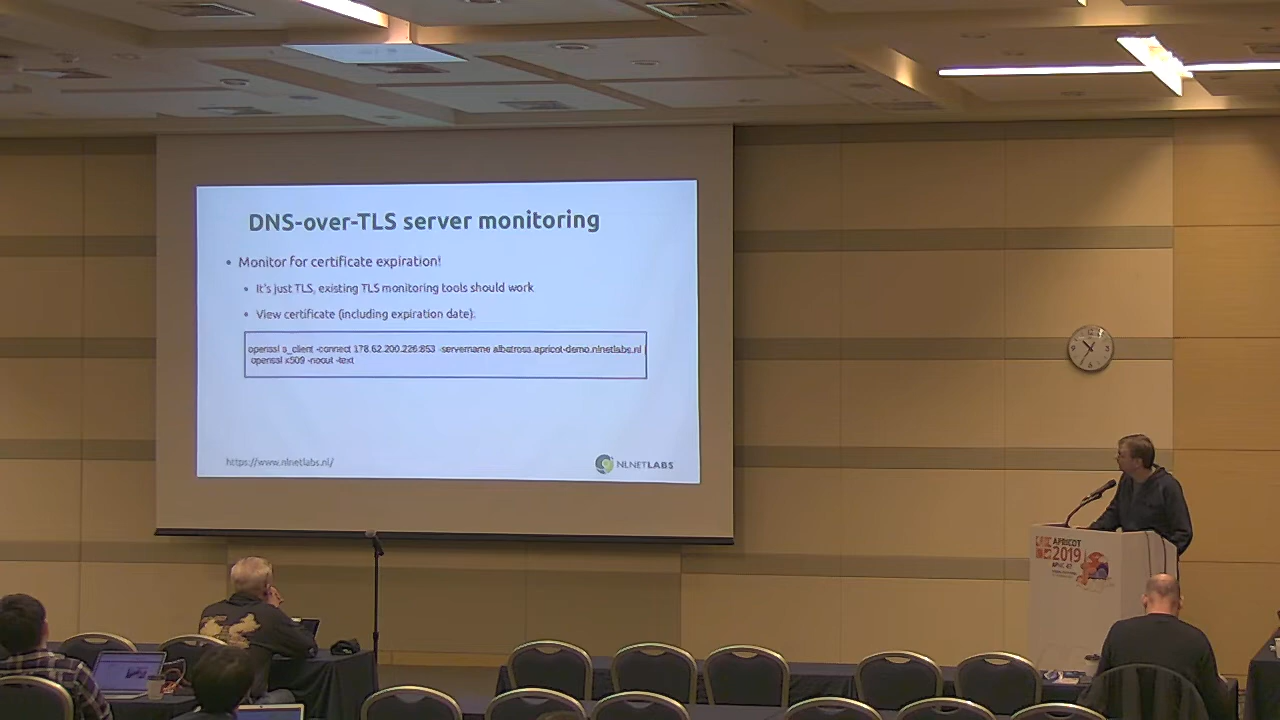 DNS-over-TLS server monitoring
Monitor for certificate expiration!
It's just TLS, existing TLS monitoring tools should work
View certificate (including expiration date):
openssl s_client -connect 178.62.200.226:853 -servername albatross.apricot-demo.nlnetlabs.nl |
openssl x509 -noout -text
https://www.nlnetlabs.nl/
NLNETLABS
APRICOT
2019